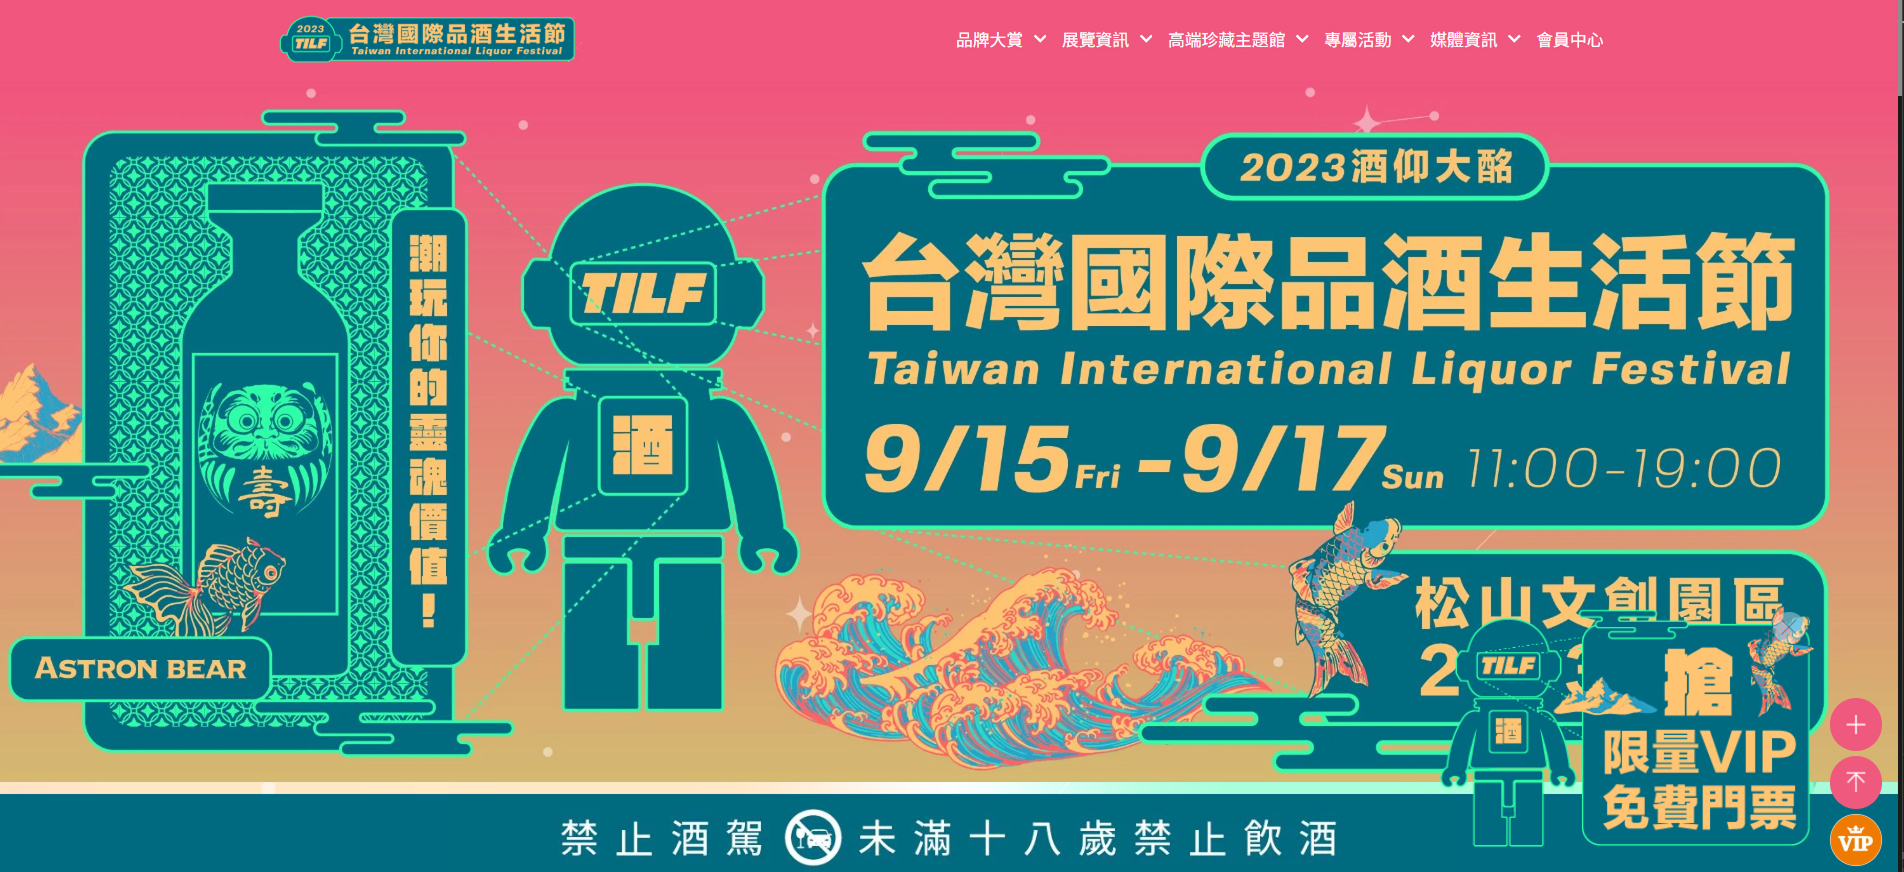 2023
TILF
台灣國際品酒生活節
Taiwan International Liquor Festival
品牌大賞
展覽資訊
高端珍藏主題館
專屬活動
媒體資訊
會員中心
潮玩你的靈魂價值！
壽
ASTRON BEAR
TILF
酒
2023酒仰大酩
台灣國際品酒生活節
Taiwan International Liquor Festival
9/15 Fri - 9/17 Sun 11:00-19:00
松山文創園區
2
TILF
酒
搶
限量VIP
免費門票
VIP
禁止酒駕 未滿十八歲禁止飲酒